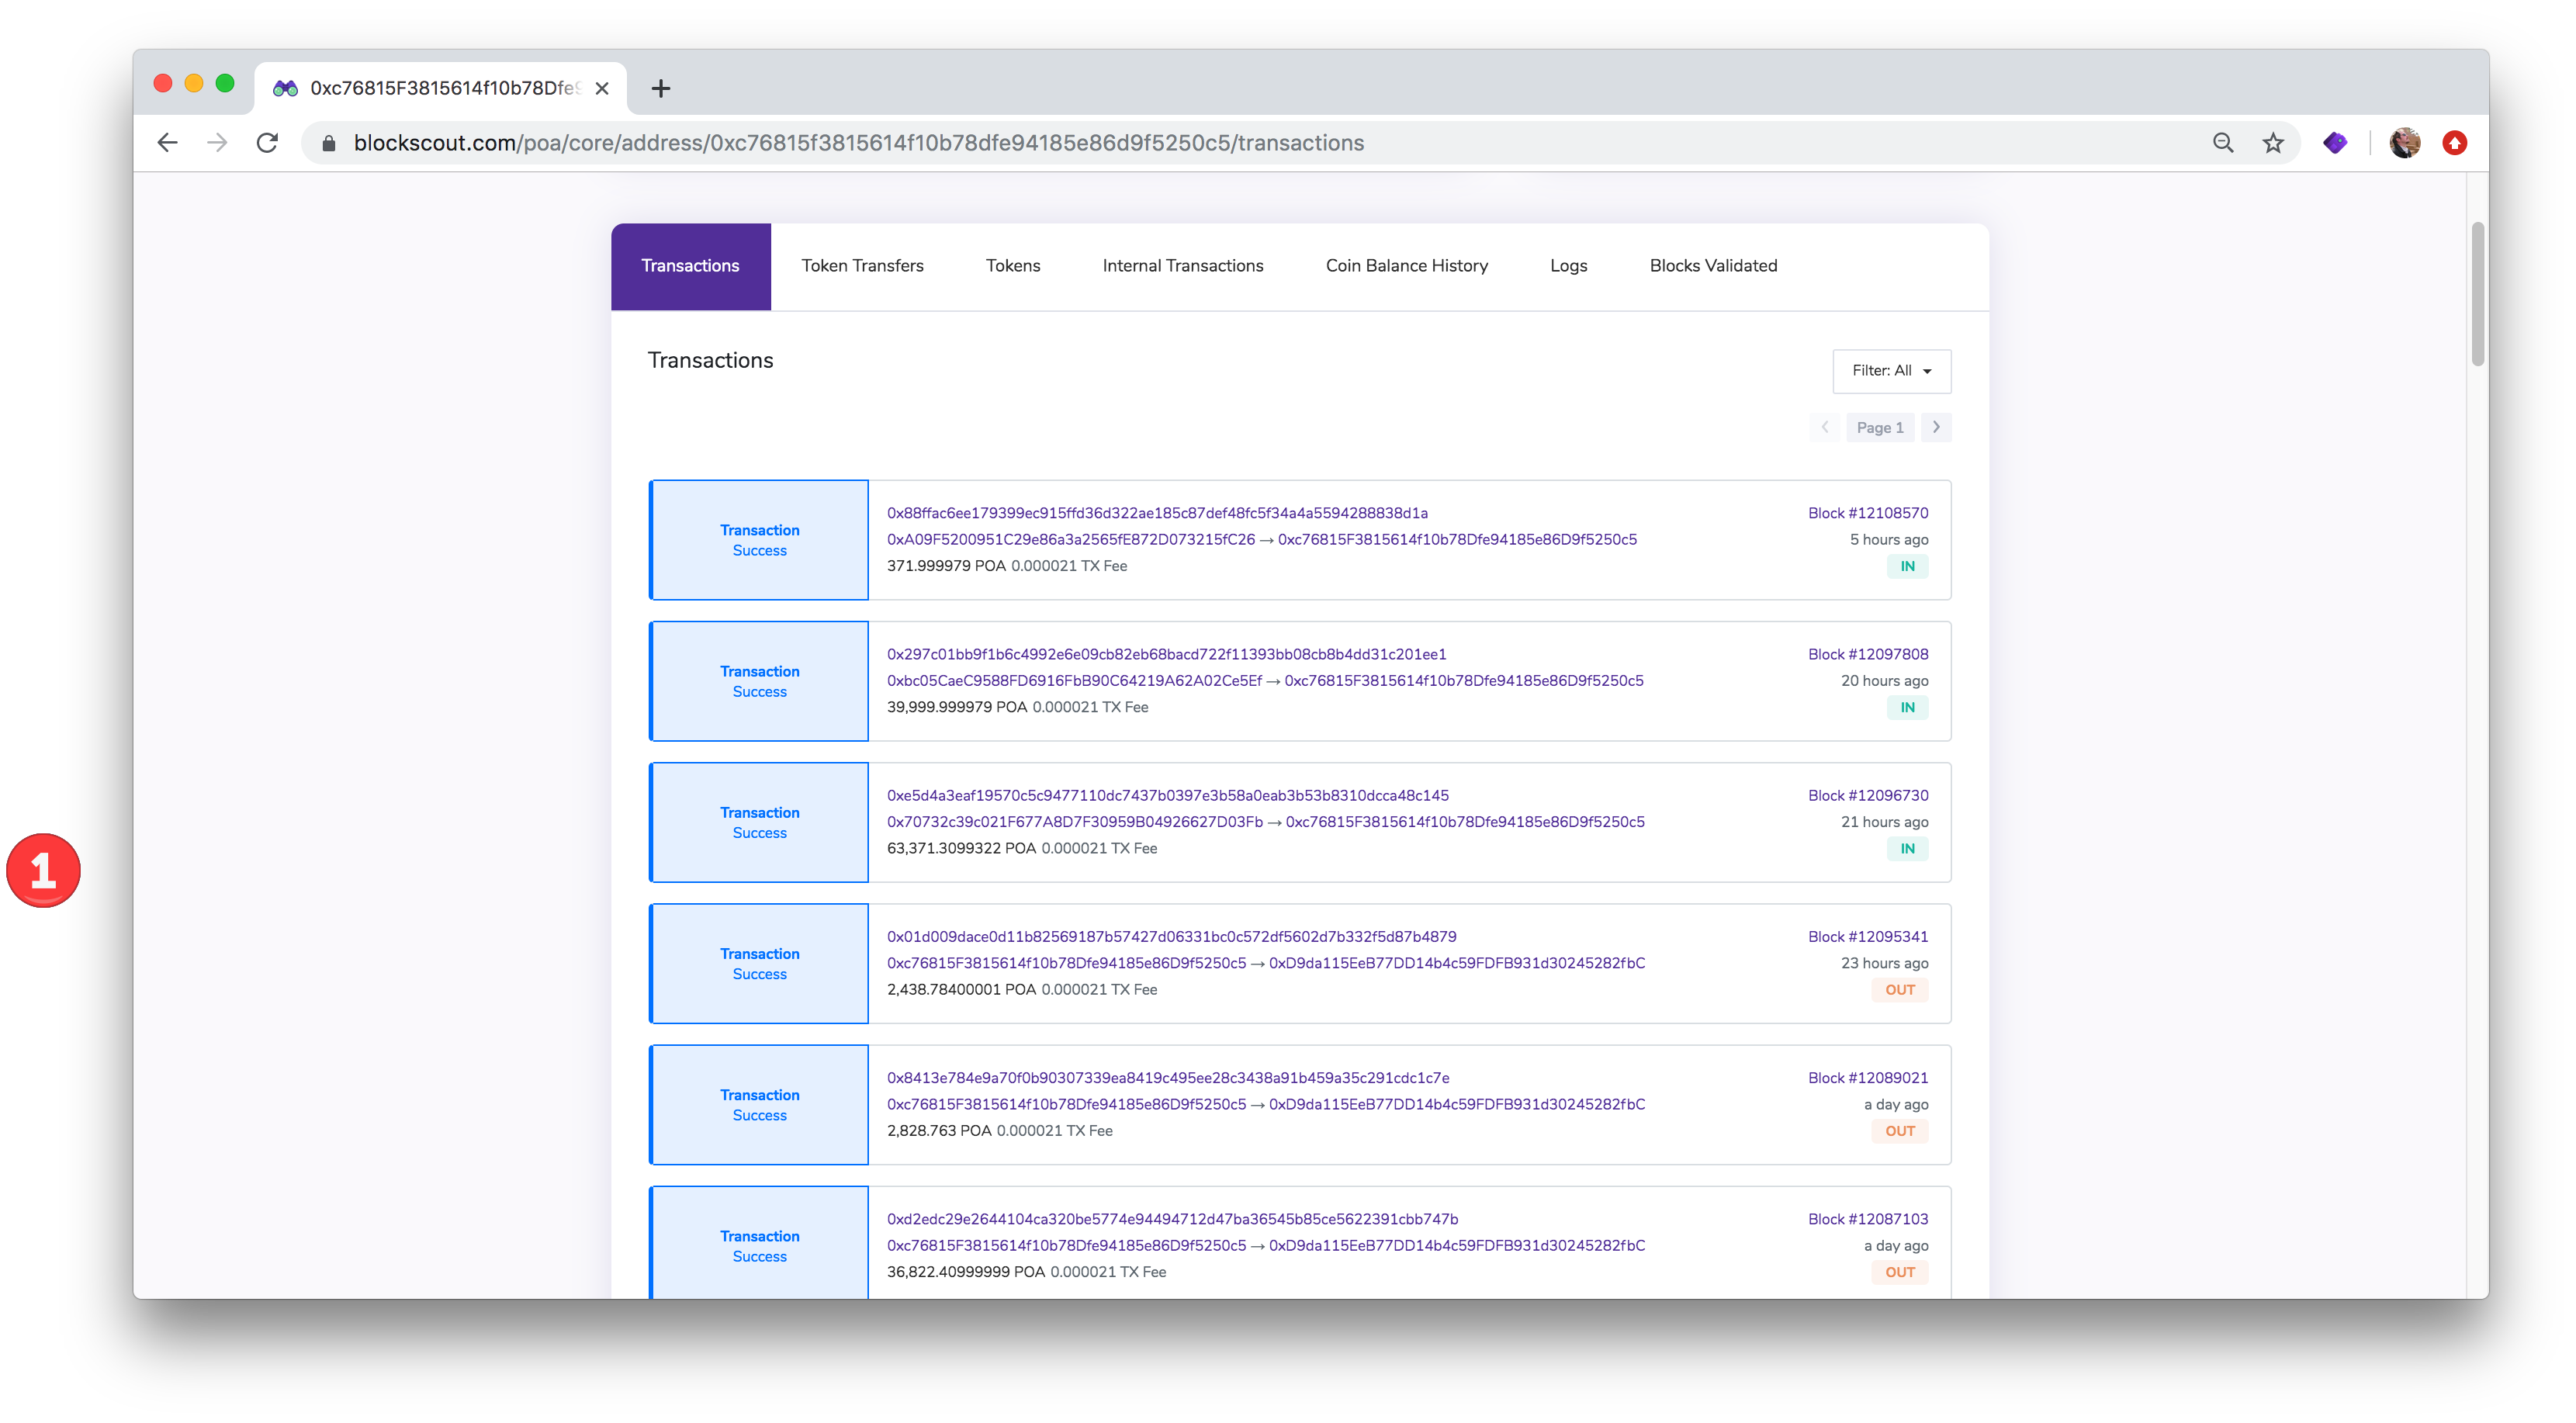 0xc76815F3815614f10b78Dfe9
blockscout.com/poa/core/address/0xc76815f3815614f10b78dfe94185e86d9f5250c5/transactions
Transactions Token Transfers Tokens Internal Transactions Coin Balance History Logs Blocks Validated
Transactions
Filter: All
Page 1
Transaction
Success
0x88ffac6ee179399ec915ffd36d322ae185c87def48fc5f34a4a5594288838d1a
0xA09F5200951C29e86a3a2565fE872D073215fC26 → 0xc76815F3815614f10b78Dfe94185e86D9f5250c5
371.999979 POA 0.000021 TX Fee
Block #12108570
5 hours ago
IN
Transaction
Success
0x297c01bb9f1b6c4992e6e09cb82eb68bacd722f11393bb08cb8b4dd31c201ee1
0xbc05CaeC9588FD6916FbB90C64219A62A02Ce5Ef → 0xc76815F3815614f10b78Dfe94185e86D9f5250c5
39,999.999979 POA 0.000021 TX Fee
Block #12097808
20 hours ago
IN
Transaction
Success
0xe5d4a3eaf19570c5c9477110dc7437b0397e3b58a0eab3b53b8310dcca48c145
0x70732c39c021F677A8D7F30959B04926627D03Fb → 0xc76815F3815614f10b78Dfe94185e86D9f5250c5
63,371.3099322 POA 0.000021 TX Fee
Block #12096730
21 hours ago
IN
1
Transaction
Success
0x01d009dace0d11b82569187b57427d06331bc0c572df5602d7b332f5d87b4879
0xc76815F3815614f10b78Dfe94185e86D9f5250c5 → 0xD9da115EeB77DD14b4c59FDFB931d30245282fbC
2,438.78400001 POA 0.000021 TX Fee
Block #12095341
23 hours ago
OUT
Transaction
Success
0x8413e784e9a70f0b90307339ea8419c495ee28c3438a91b459a35c291cdc1c7e
0xc76815F3815614f10b78Dfe94185e86D9f5250c5 → 0xD9da115EeB77DD14b4c59FDFB931d30245282fbC
2,828.763 POA 0.000021 TX Fee
Block #12089021
a day ago
OUT
Transaction
Success
0xd2edc29e2644104ca320be5774e94494712d47ba36545b85ce5622391cbb747b
0xc76815F3815614f10b78Dfe94185e86D9f5250c5 → 0xD9da115EeB77DD14b4c59FDFB931d30245282fbC
36,822.40999999 POA 0.000021 TX Fee
Block #12087103
a day ago
OUT